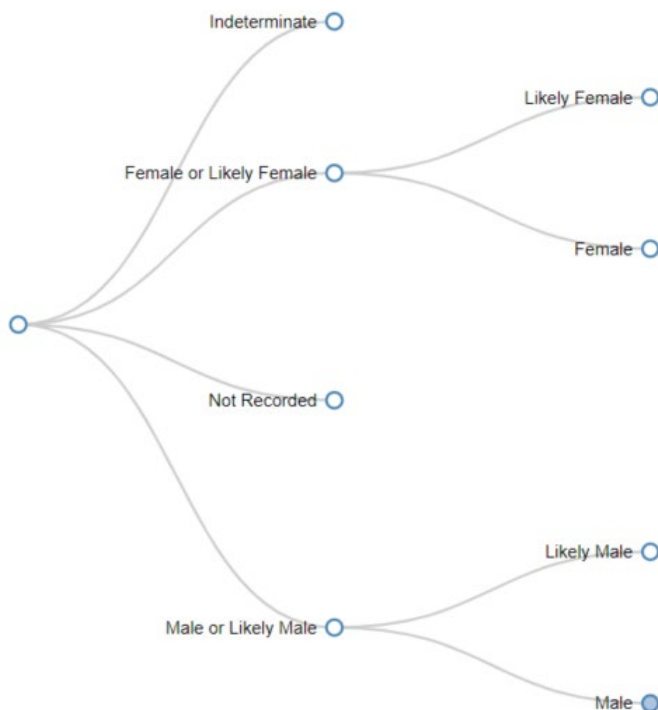 Indeterminate
Likely Female
Female or Likely Female
Female
Not Recorded
Likely Male
Male or Likely Male
Male